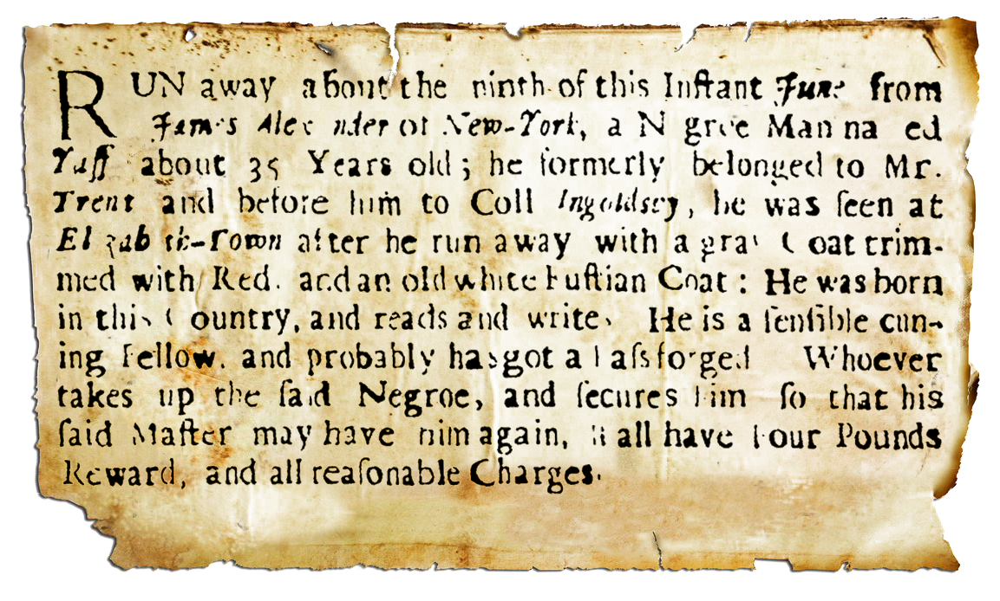 RUN away about the ninth of this Inſtant June from
James Alexander of New-York, a Negroe Man named
Yaff about 35 Years old ; he formerly belonged to Mr.
Trent and before him to Coll Ingoldsey, he was ſeen at
Elizabeth-Town after he run away with a gray Coat trim-
med with Red, and an old white Fuſtian Coat : He was born
in this Country, and reads and writes. He is a ſenſible cun-
ing Fellow, and probably has got a Paſs forged. Whoever
takes up the ſaid Negroe, and ſecures him ſo that his
ſaid Maſter may have him again, ſhall have Four Pounds
Reward, and all reaſonable Charges.